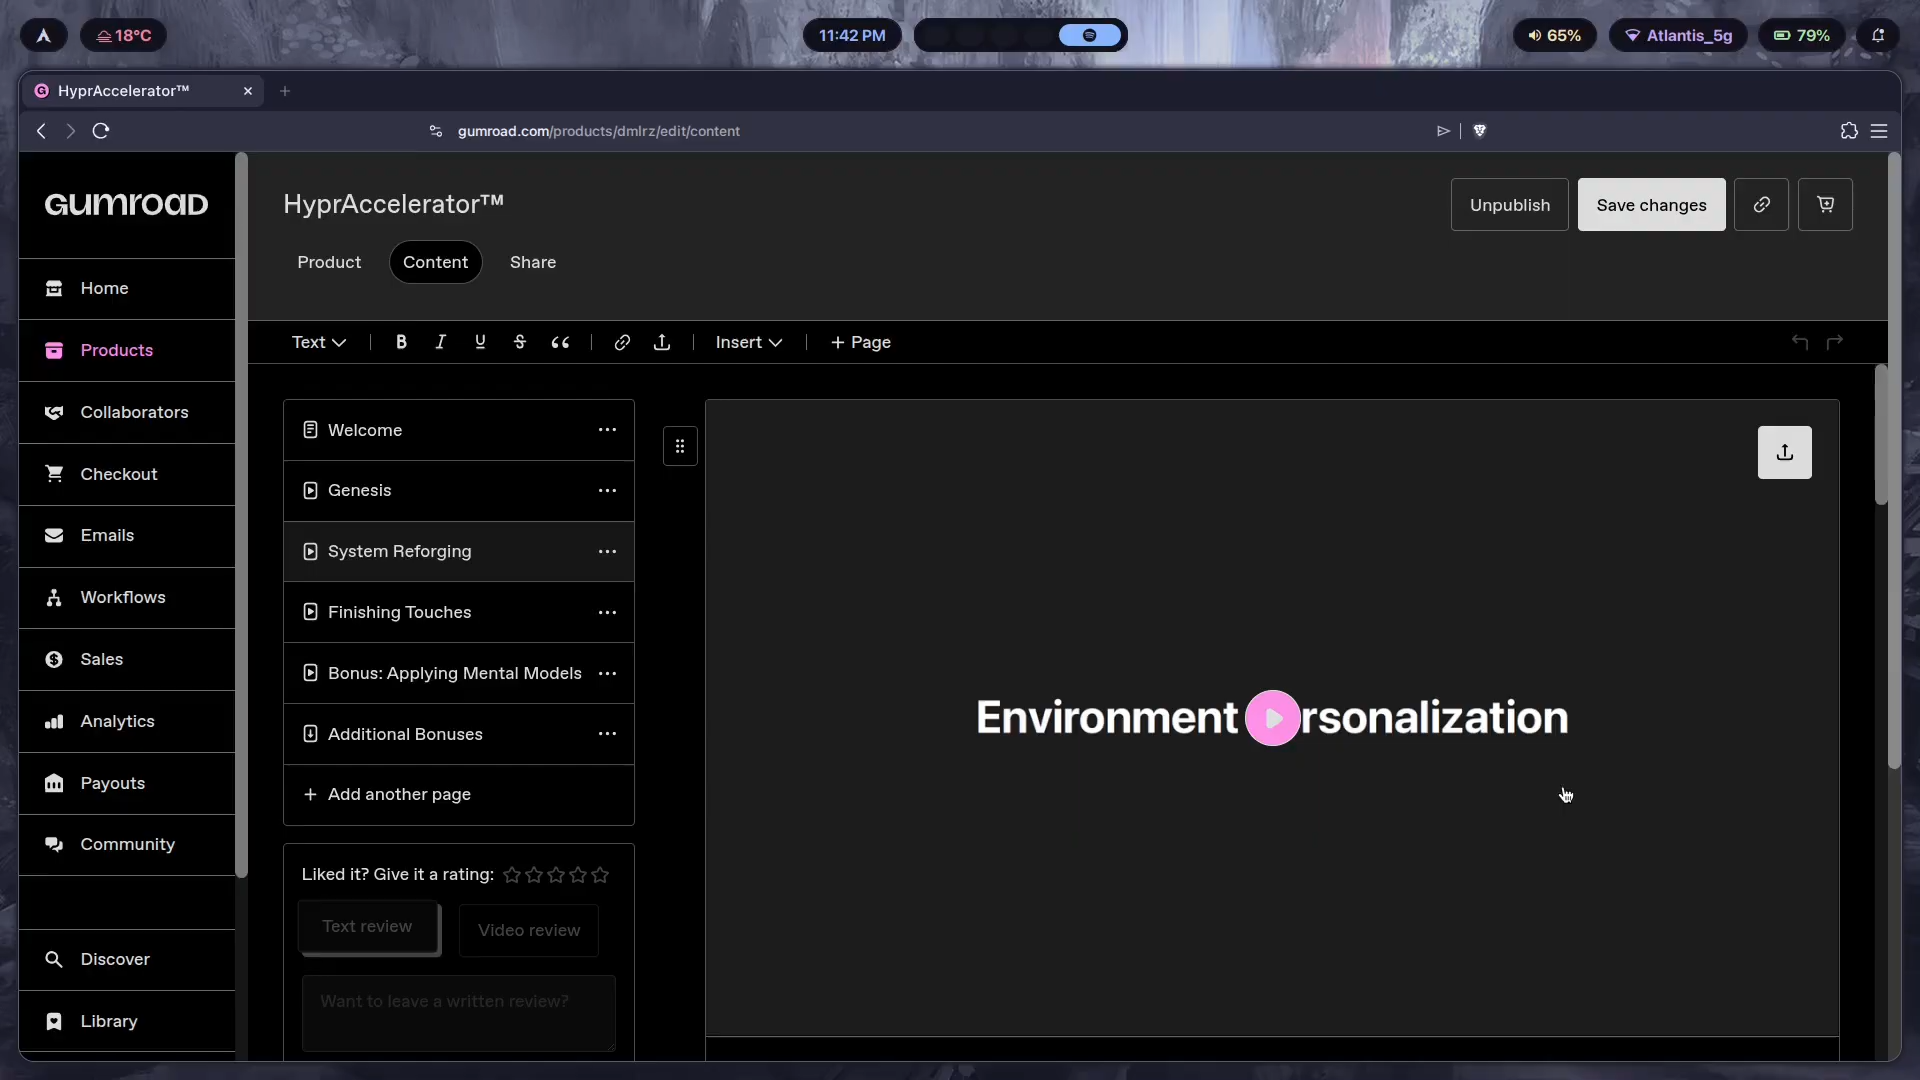 18°C
11:42 PM
65%
Atlantis_5g
79%
HyprAccelerator™
gumroad.com/products/dmlrz/edit/content
GUMROAD
Home
Products
Collaborators
Checkout
Emails
Workflows
Sales
Analytics
Payouts
Community
Discover
Library
HyprAccelerator™
Unpublish
Save changes
Product
Content
Share
Text
B
I
U
S
Insert
+ Page
Welcome
Genesis
System Reforging
Finishing Touches
Bonus: Applying Mental Models
Additional Bonuses
+ Add another page
Liked it? Give it a rating:
Text review
Video review
Want to leave a written review?
Environment rsonalization